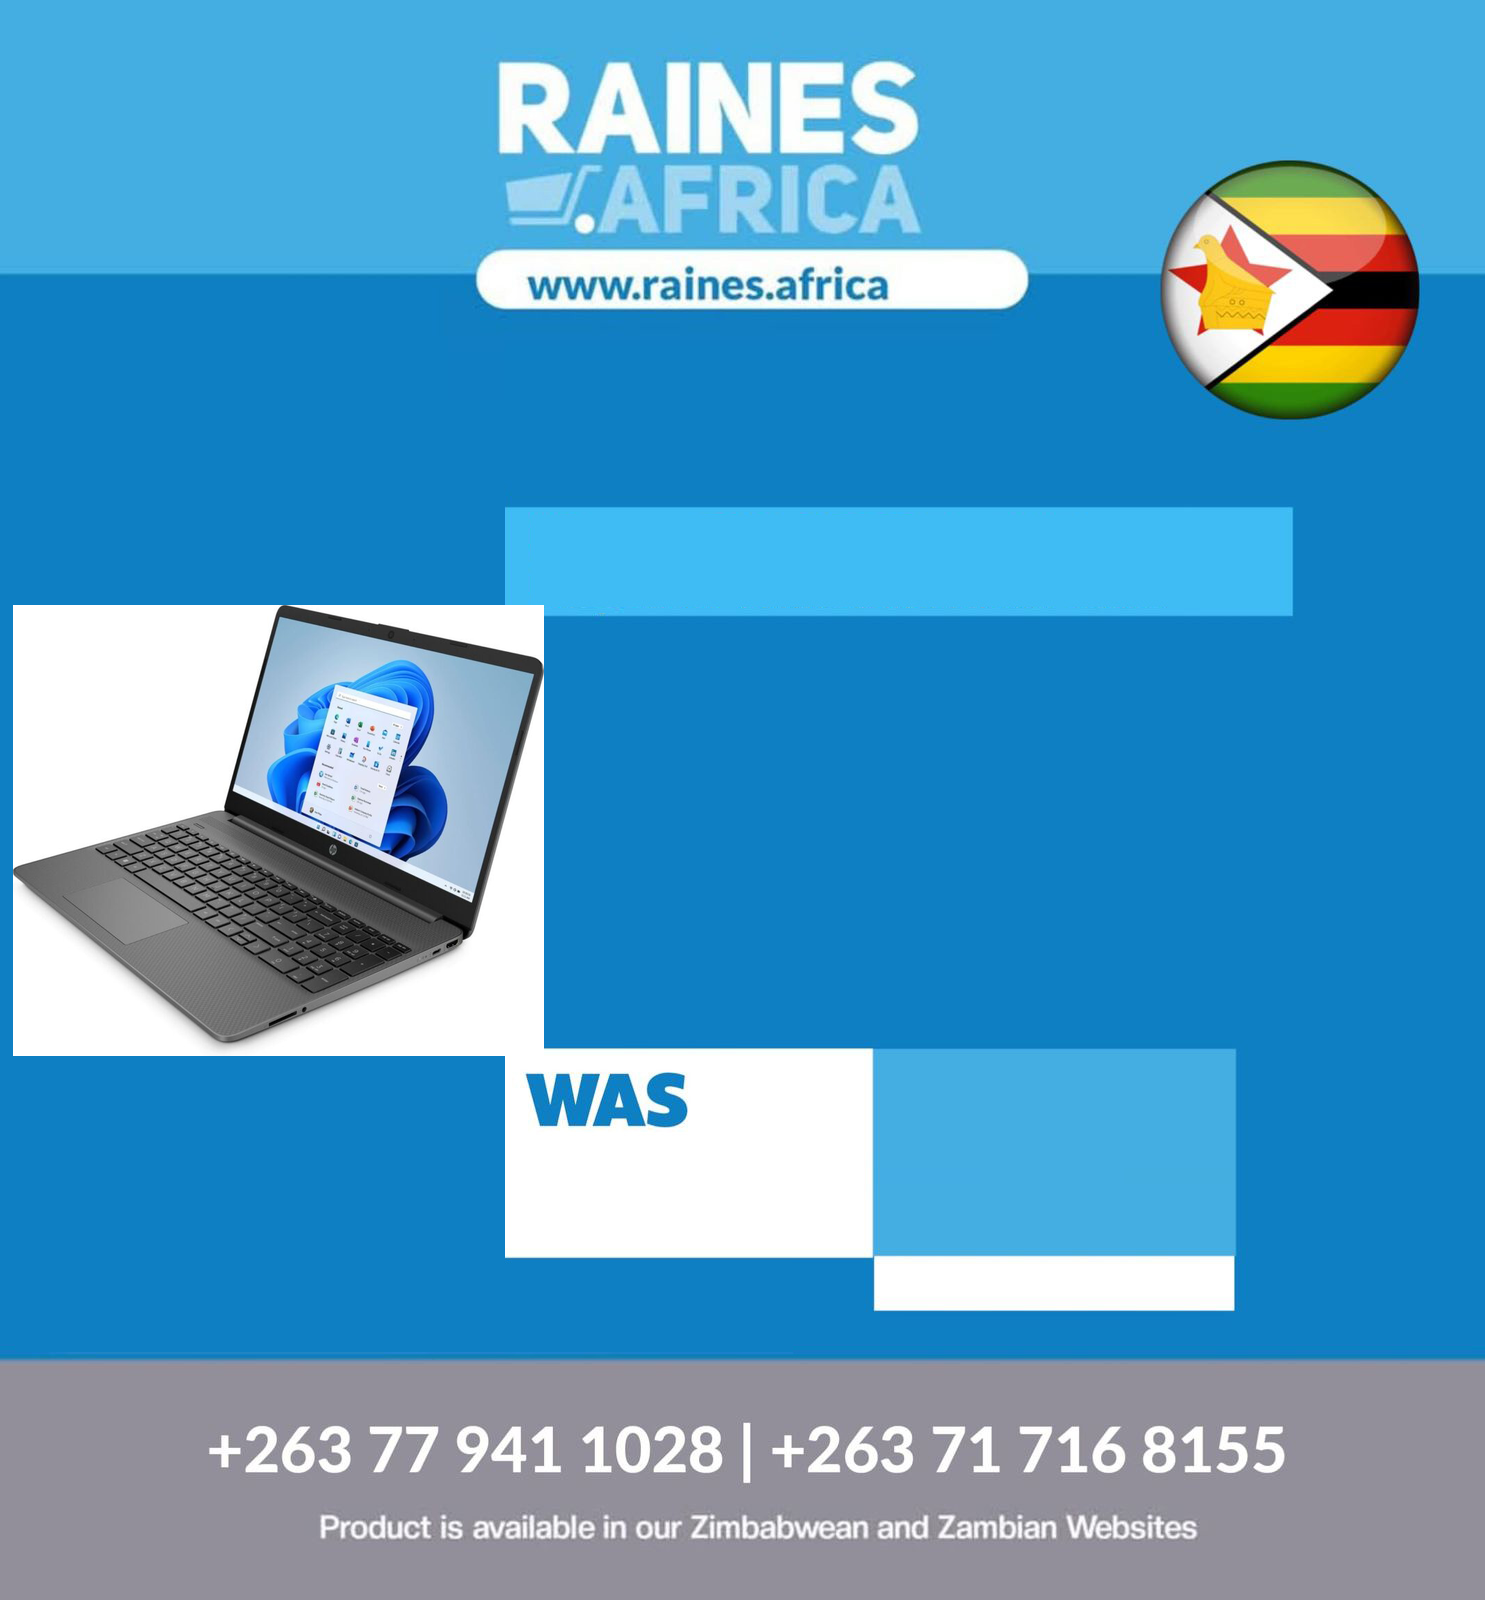 RAINES
.AFRICA
www.raines.africa
WAS
+263 77 941 1028 | +263 71 716 8155
Product is available in our Zimbabwean and Zambian Websites